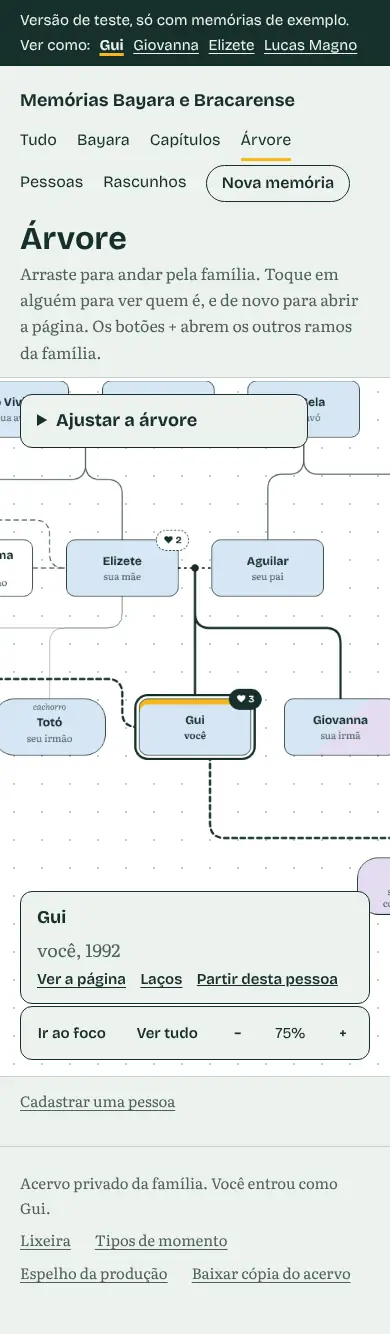 Versão de teste, só com memórias de exemplo.
Ver como: Gui Giovanna Elizete Lucas Magno
Memórias Bayara e Bracarense
Tudo Bayara Capítulos Árvore
Pessoas Rascunhos Nova memória
Árvore
Arraste para andar pela família. Toque em
alguém para ver quem é, e de novo para abrir
a página. Os botões + abrem os outros ramos
da família.
Ajustar a árvore
♥ 2
Elizete
sua mãe
Aguilar
seu pai
♥ 3
cachorro
Totó
seu irmão
Gui
você
Giovanna
sua irmã
Gui
você, 1992
Ver a página Laços Partir desta pessoa
Ir ao foco Ver tudo − 75% +
Cadastrar uma pessoa
Acervo privado da família. Você entrou como
Gui.
Lixeira Tipos de momento
Espelho da produção Baixar cópia do acervo